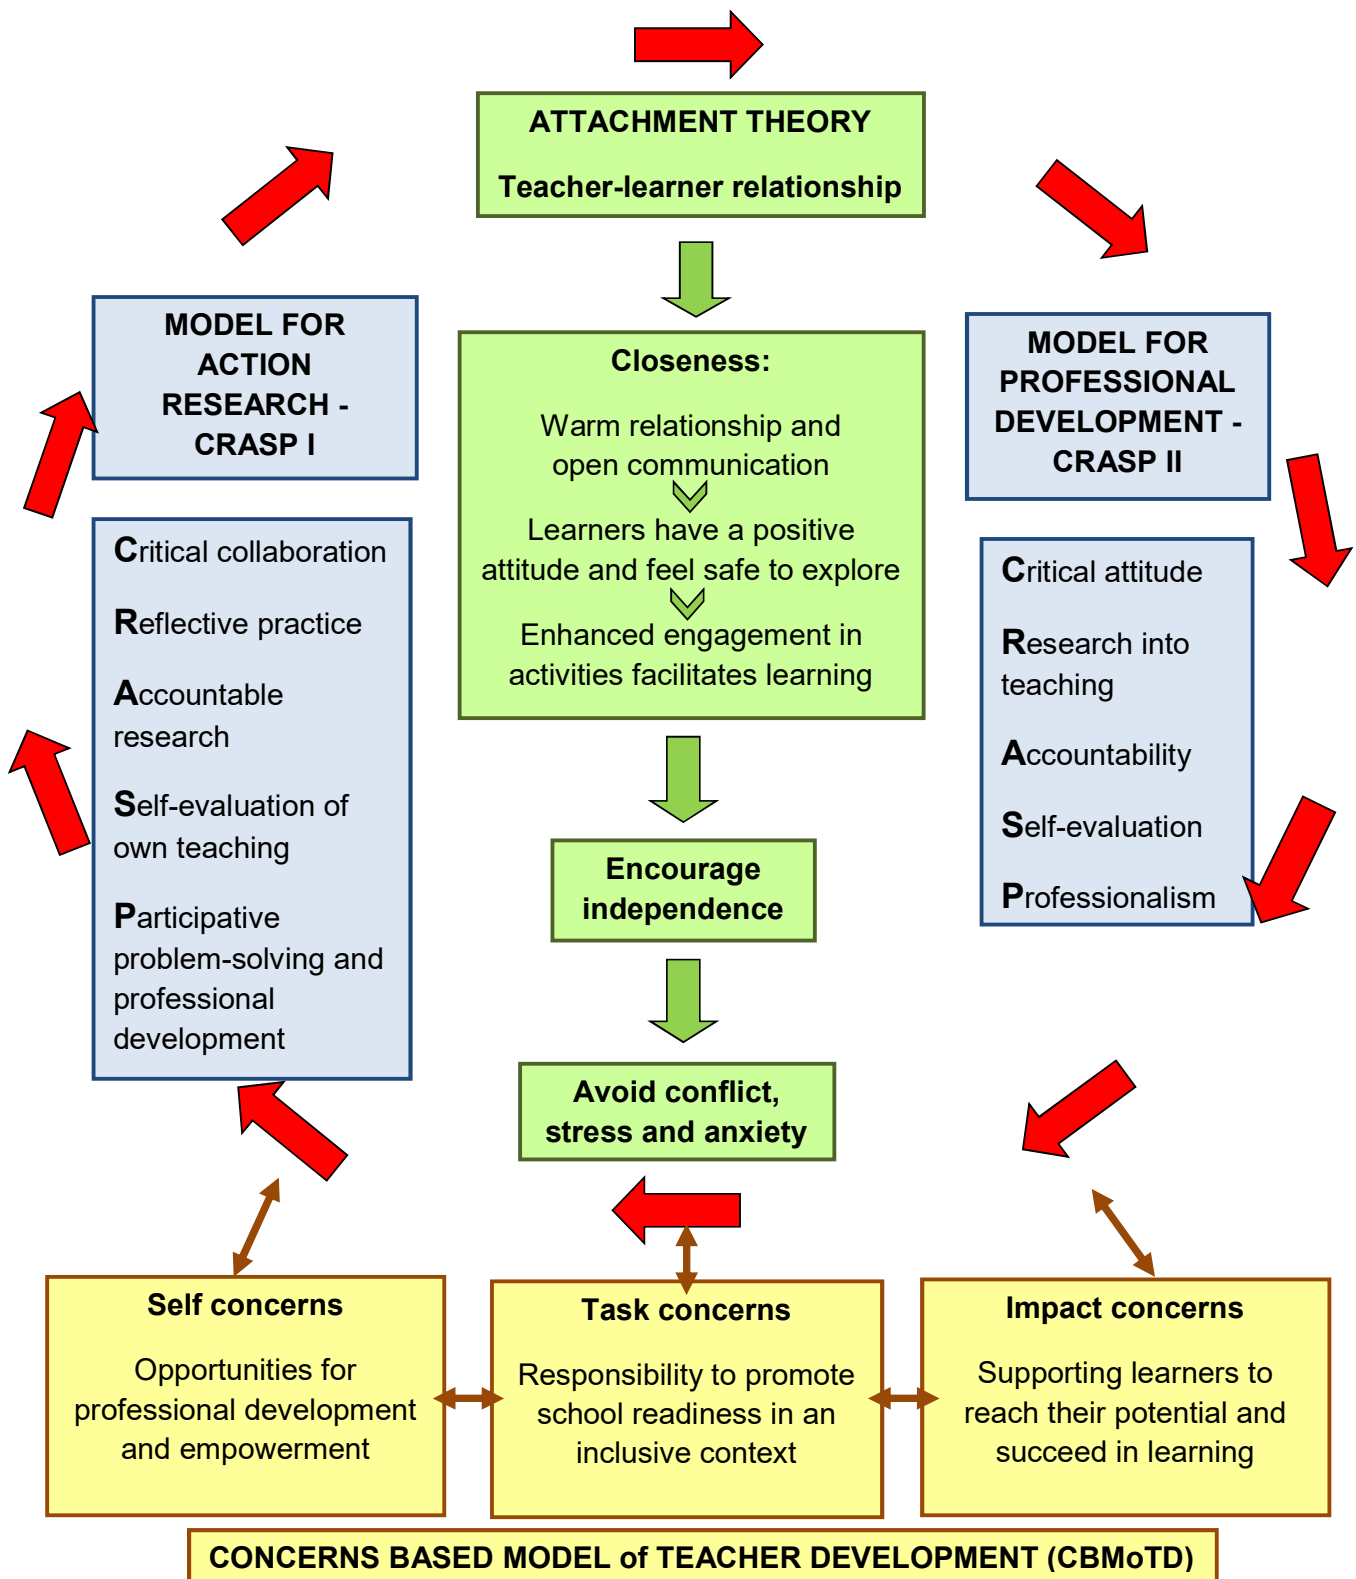 ATTACHMENT THEORY
Teacher-learner relationship
MODEL FOR
ACTION
RESEARCH -
CRASP I
Critical collaboration
Reflective practice
Accountable
research
Self-evaluation of
own teaching
Participative
problem-solving and
professional
development
Closeness:
Warm relationship and
open communication
Learners have a positive
attitude and feel safe to explore
Enhanced engagement in
activities facilitates learning
Encourage
independence
Avoid conflict,
stress and anxiety
MODEL FOR
PROFESSIONAL
DEVELOPMENT -
CRASP II
Critical attitude
Research into
teaching
Accountability
Self-evaluation
Professionalism
Self concerns
Opportunities for
professional development
and empowerment
Task concerns
Responsibility to promote
school readiness in an
inclusive context
Impact concerns
Supporting learners to
reach their potential and
succeed in learning
CONCERNS BASED MODEL of TEACHER DEVELOPMENT (CBMoTD)